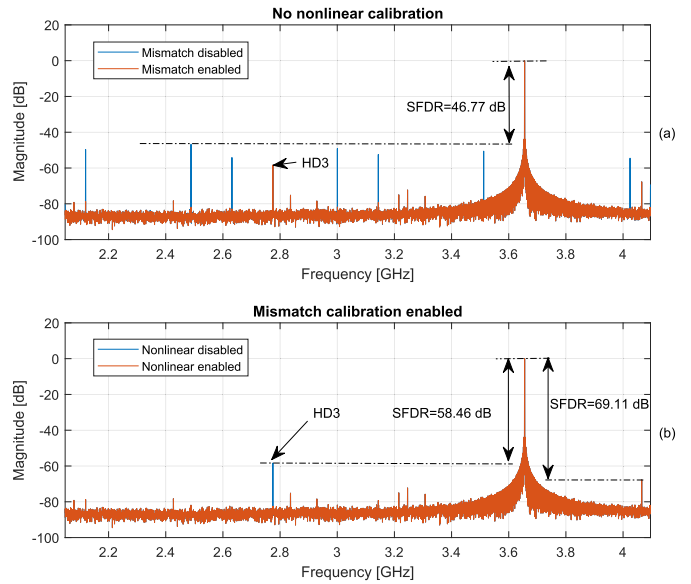 No nonlinear calibration
20
0
-20
-40
-60
-80
-100
Magnitude [dB]
Mismatch disabled
Mismatch enabled
SFDR=46.77 dB
HD3
(a)
2.2 2.4 2.6 2.8 3 3.2 3.4 3.6 3.8 4
Frequency [GHz]
Mismatch calibration enabled
20
0
-20
-40
-60
-80
-100
Magnitude [dB]
Nonlinear disabled
Nonlinear enabled
HD3
SFDR=58.46 dB
SFDR=69.11 dB
(b)
2.2 2.4 2.6 2.8 3 3.2 3.4 3.6 3.8 4
Frequency [GHz]